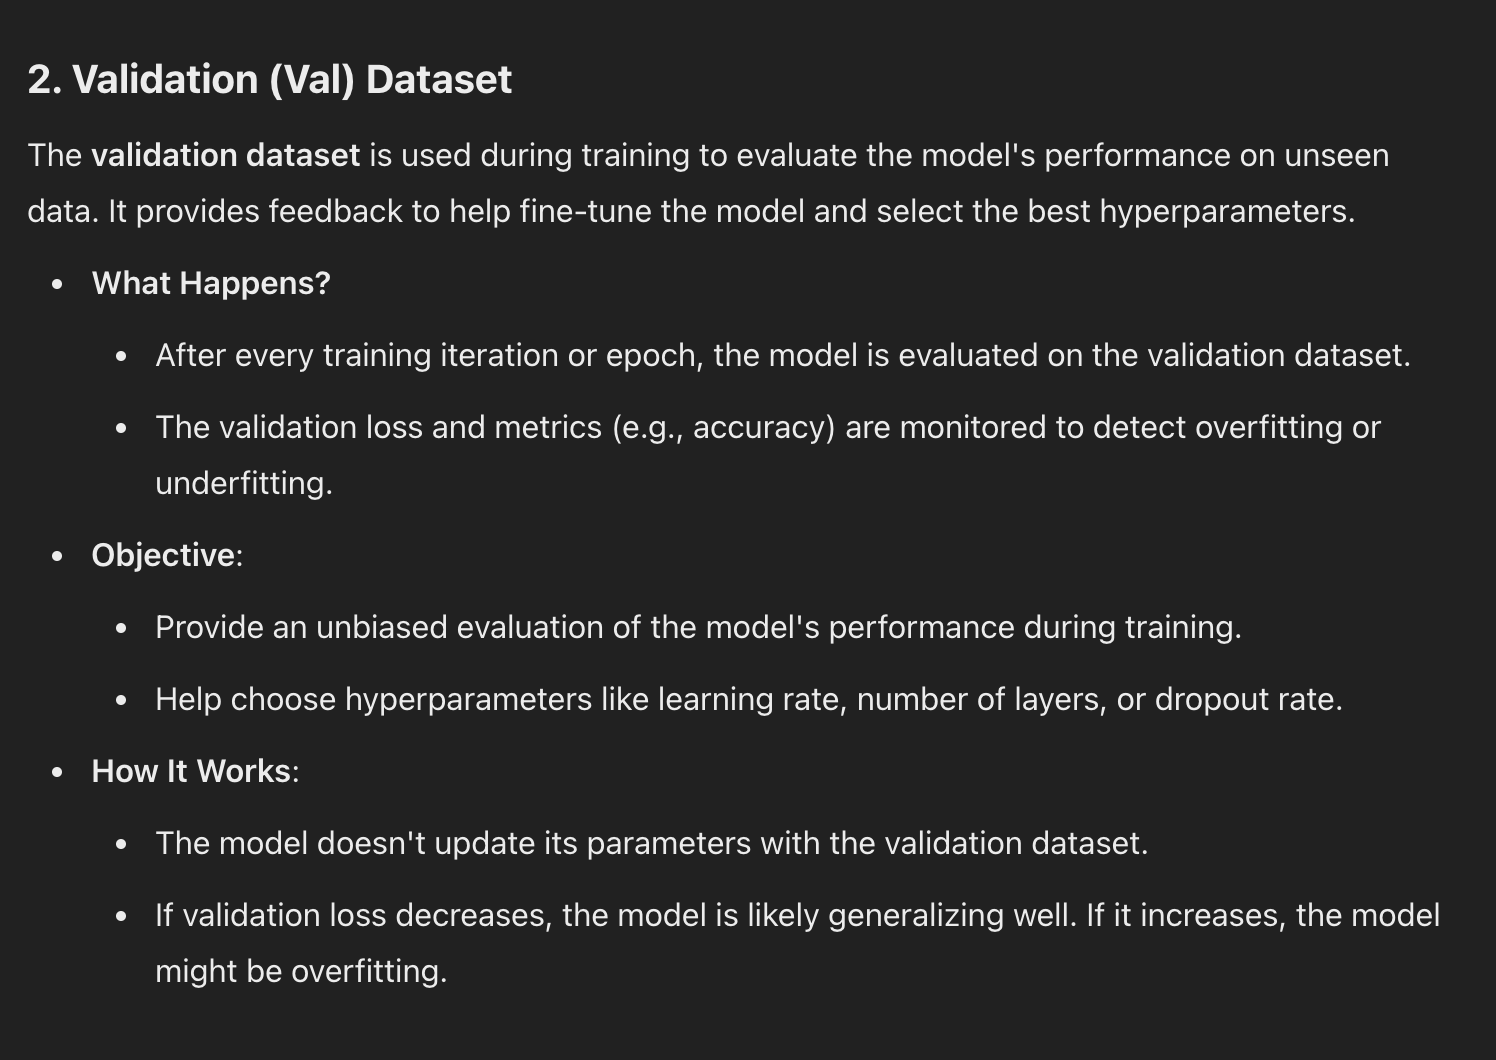 2. Validation (Val) Dataset
The validation dataset is used during training to evaluate the model's performance on unseen
data. It provides feedback to help fine-tune the model and select the best hyperparameters.
• What Happens?
• After every training iteration or epoch, the model is evaluated on the validation dataset.
• The validation loss and metrics (e.g., accuracy) are monitored to detect overfitting or
underfitting.
• Objective:
• Provide an unbiased evaluation of the model's performance during training.
• Help choose hyperparameters like learning rate, number of layers, or dropout rate.
• How It Works:
• The model doesn't update its parameters with the validation dataset.
• If validation loss decreases, the model is likely generalizing well. If it increases, the model
might be overfitting.